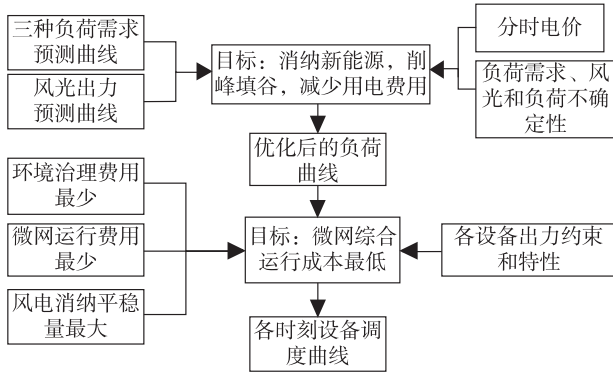 三种负荷需求
预测曲线
风光出力
预测曲线
目标：消纳新能源，削
峰填谷，减少用电费用
分时电价
负荷需求、风
光和负荷不确
定性
优化后的负荷
曲线
环境治理费用
最少
微网运行费用
最少
风电消纳平稳
量最大
目标：微网综合
运行成本最低
各设备出力约束
和特性
各时刻设备调
度曲线